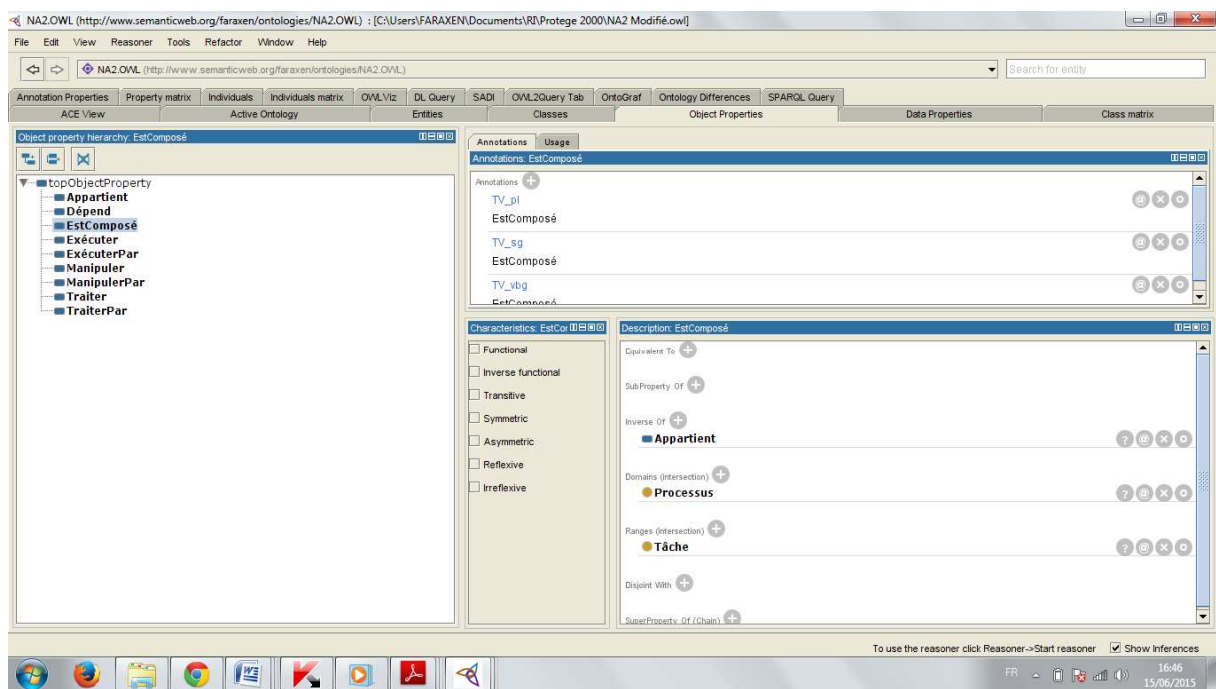 NA2.OWL (http://www.semanticweb.org/faraxen/ontologies/NA2.OWL) : [C:\Users\FARAXEN\Documents\RI\Protege 2000\NA2 Modifié.owl]
File Edit View Reasoner Tools Refactor Window Help
NA2.OWL (http://www.semanticweb.org/faraxen/ontologies/NA2.OWL)
Search for entity
Annotation Properties Property matrix Individuals Individuals matrix OWLViz DL Query SADI OWL2Query Tab OntoGraf Ontology Differences SPARQL Query
ACE View Active Ontology Entities Classes Object Properties Data Properties Class matrix
Object property hierarchy: EstComposé
topObjectProperty
Appartient
Dépend
EstComposé
Exécuter
ExécuterPar
Manipuler
ManipulerPar
Traiter
TraiterPar
Annotations Usage
Annotations: EstComposé
Annotations
TV_pl
EstComposé
TV_sg
EstComposé
TV_vbg
EstComposé
Characteristics: EstCor
Functional
Inverse functional
Transitive
Symmetric
Asymmetric
Reflexive
Irreflexive
Description: EstComposé
Equivalent To
SubProperty Of
Inverse Of
Appartient
Domains (intersection)
Processus
Ranges (intersection)
Tâche
Disjoint With
SuperProperty Of (Chain)
To use the reasoner click Reasoner->Start reasoner Show Inferences
FR 16:46
15/06/2015